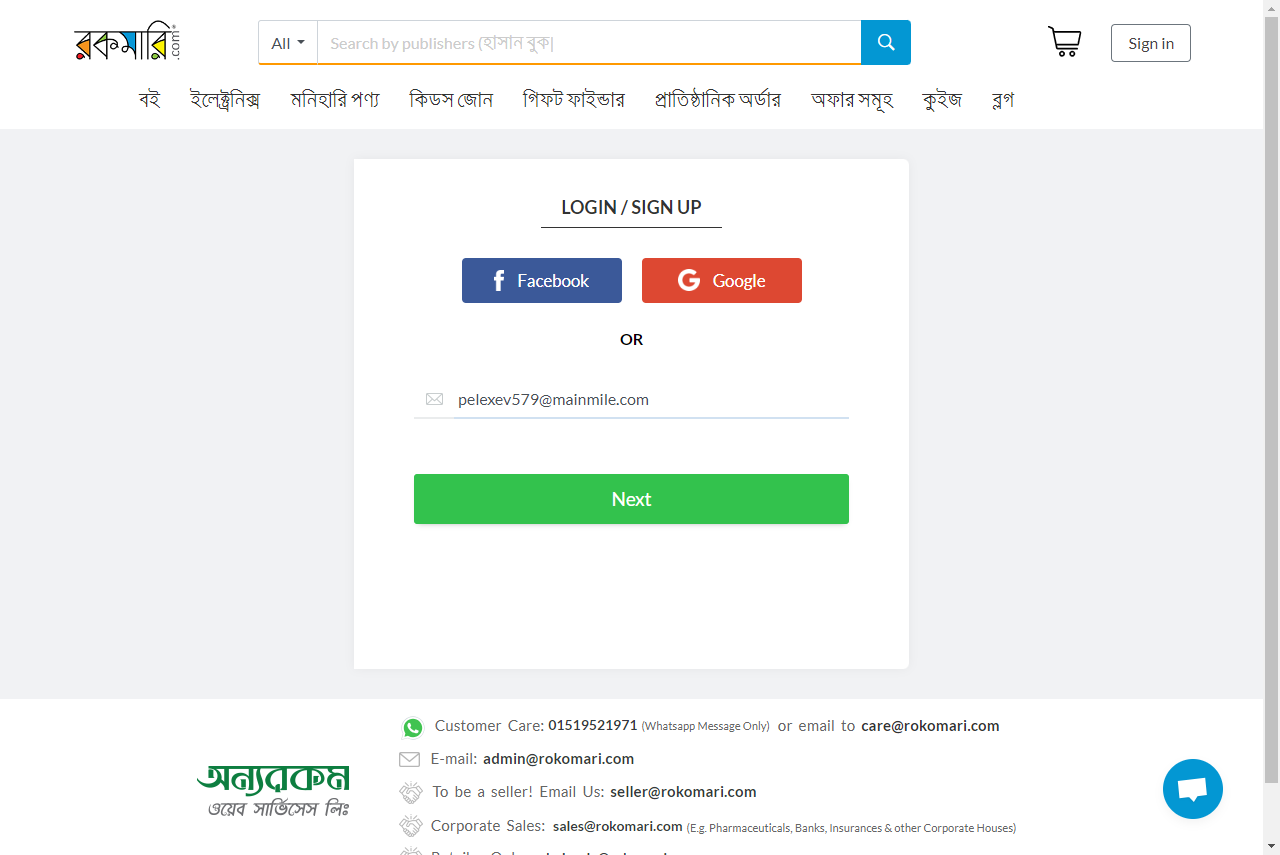 রকমারি.com
All
Search by publishers (হাসান বুক|
Sign in
বই ইলেক্ট্রনিক্স মনিহারি পণ্য কিডস জোন গিফট ফাইন্ডার প্রাতিষ্ঠানিক অর্ডার অফার সমূহ কুইজ ব্লগ
LOGIN / SIGN UP
Facebook
Google
OR
pelexev579@mainmile.com
Next
অন্যরকম
ওয়েব সার্ভিসেস লিঃ
Customer Care: 01519521971 (Whatsapp Message Only) or email to care@rokomari.com
E-mail: admin@rokomari.com
To be a seller! Email Us: seller@rokomari.com
Corporate Sales: sales@rokomari.com (E.g. Pharmaceuticals, Banks, Insurances & other Corporate Houses)